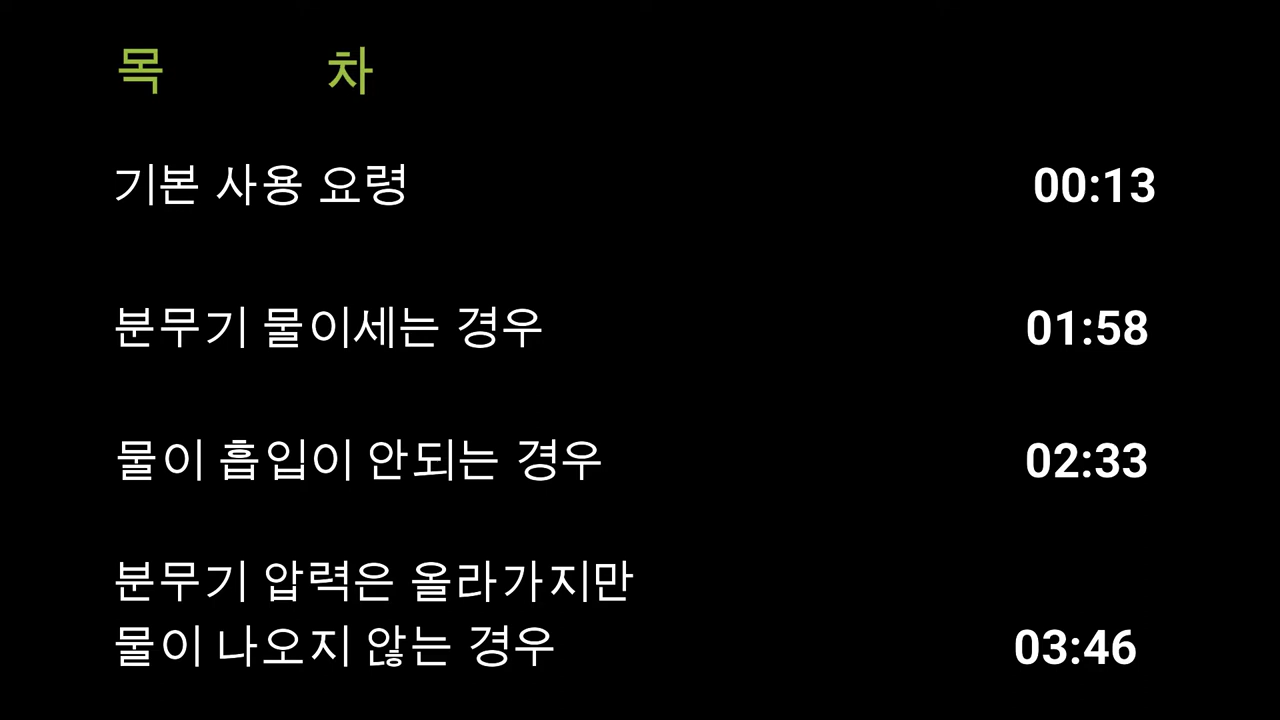 목 차
기본 사용 요령 00:13
분무기 물이세는 경우 01:58
물이 흡입이 안되는 경우 02:33
분무기 압력은 올라가지만
물이 나오지 않는 경우 03:46